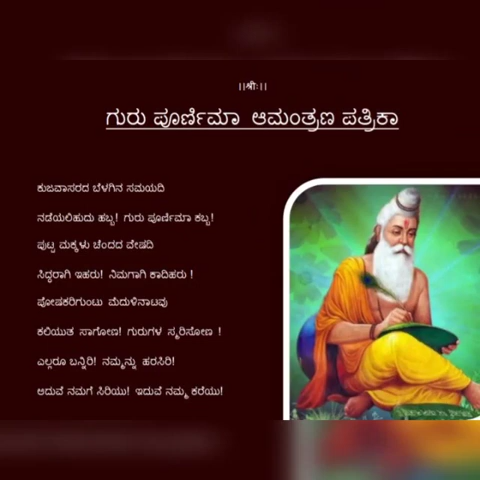 ||श्रीः||
ಗುರು ಪೂರ್ಣಿಮಾ ಆಮಂತ್ರಣ ಪತ್ರಿಕಾ
ಕುಜವಾಸರದ ಬೆಳಗಿನ ಸಮಯದಿ
ನಡೆಯಲಿಹುದು ಹಬ್ಬ! ಗುರು ಪೂರ್ಣಿಮಾ ಕಬ್ಬ!
ಪುಟ್ಟ ಮಕ್ಕಳು ಚೆಂದದ ವೇಷದಿ
ಸಿದ್ಧರಾಗಿ ಇಹರು! ನಿಮಗಾಗಿ ಕಾದಿಹರು !
ಪೋಷಕರಿಗುಂಟು ಮೆದುಳಿನಾಟವು
ಕಲಿಯುತ ಸಾಗೋಣ! ಗುರುಗಳ ಸ್ಮರಿಸೋಣ !
ಎಲ್ಲರೂ ಬನ್ನಿರಿ! ನಮ್ಮನ್ನು ಹರಸಿರಿ!
ಅದುವೆ ನಮಗೆ ಸಿರಿಯು! ಇದುವೆ ನಮ್ಮ ಕರೆಯು!